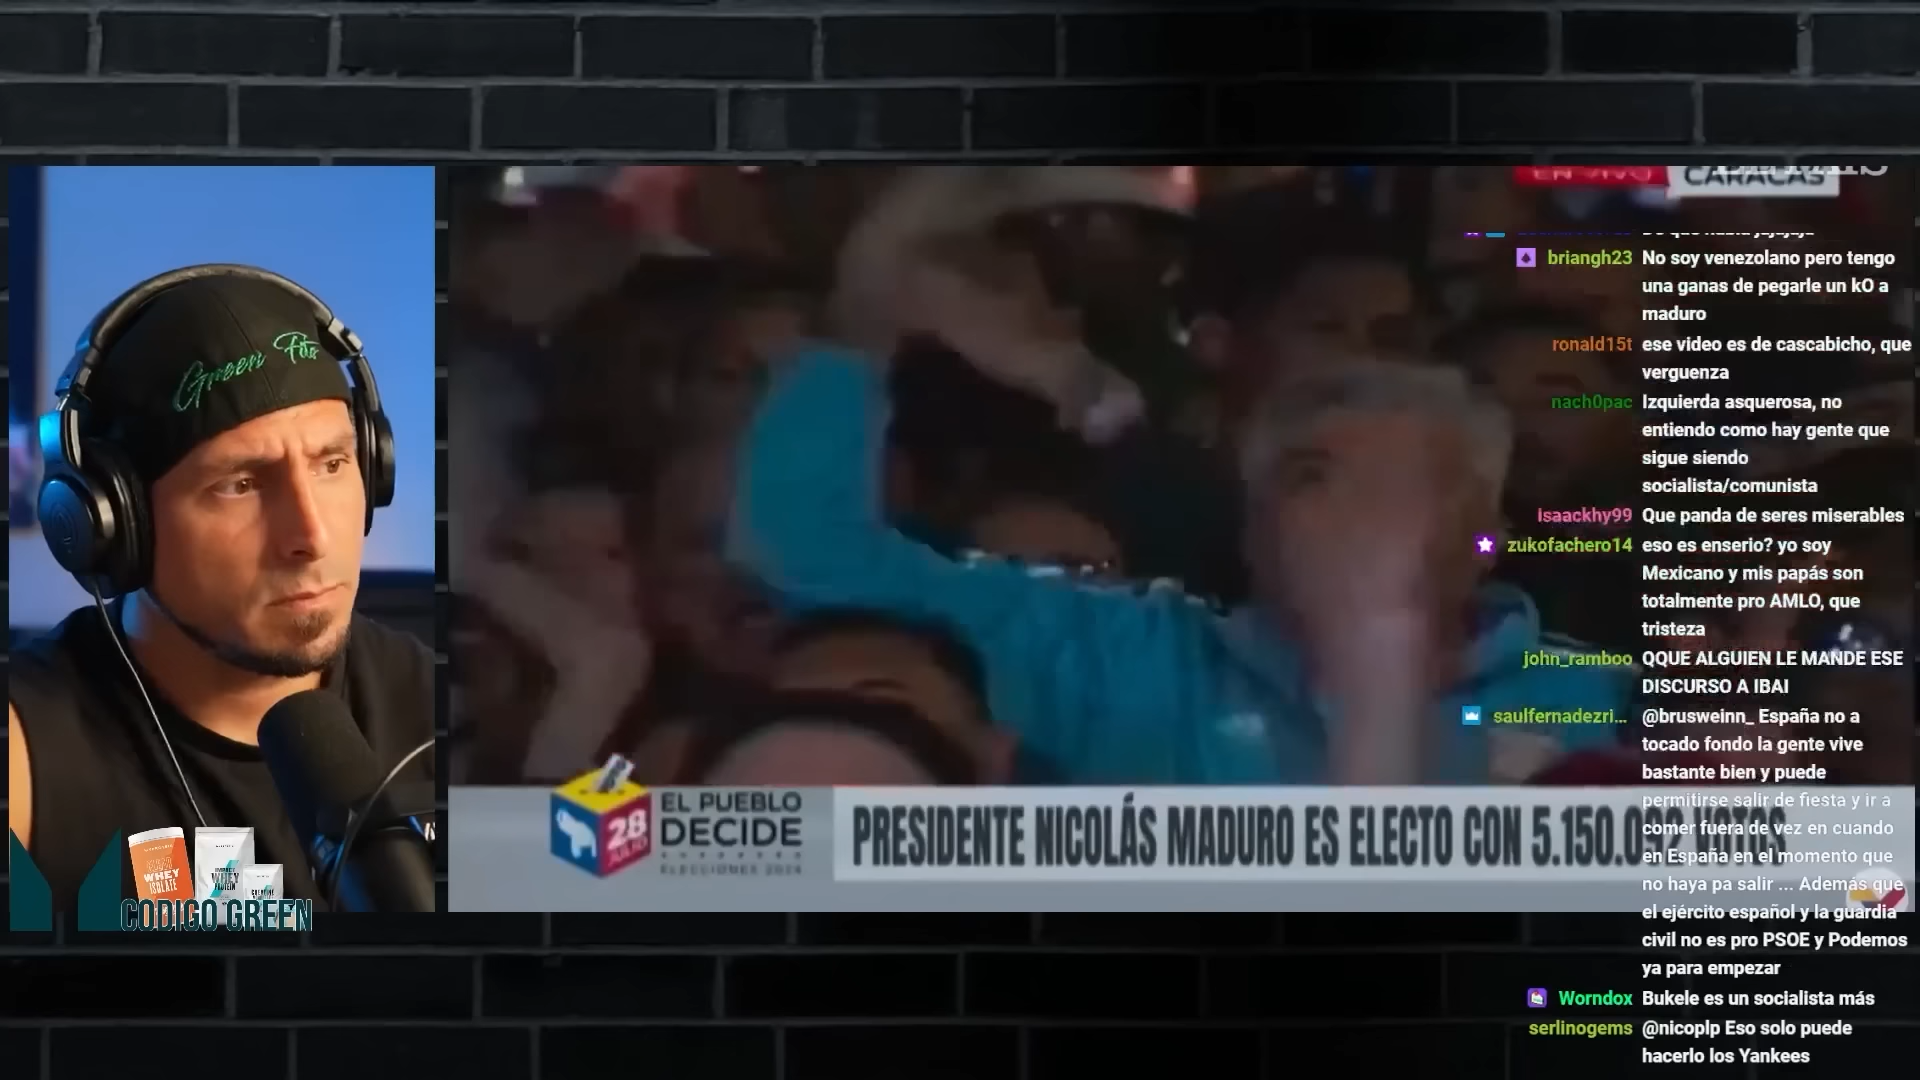 EN VIVO
CARACAS
briangh23 No soy venezolano pero tengo
una ganas de pegarle un kO a
maduro
ronald15t ese video es de cascabicho, que
verguenza
nach0pac Izquierda asquerosa, no
entiendo como hay gente que
sigue siendo
socialista/comunista
isaackhy99 Que panda de seres miserables
zukofachero14 eso es enserio? yo soy
Mexicano y mis papás son
totalmente pro AMLO, que
tristeza
john_ramboo QQUE ALGUIEN LE MANDE ESE
DISCURSO A IBAI
saulfernadezri... @brusweinn_ España no a
tocado fondo la gente vive
bastante bien y puede
permitirse salir de fiesta y ir a
comer fuera de vez en cuando
en España en el momento que
no haya pa salir ... Además que
el ejército español y la guardia
civil no es pro PSOE y Podemos
ya para empezar
Worndox Bukele es un socialista más
serlinogems @nicoplp Eso solo puede
hacerlo los Yankees
Green Fit
28
JULIO
EL PUEBLO
DECIDE
ELECCIONES 2024
PRESIDENTE NICOLÁS MADURO ES ELECTO CON 5.150.0
WHEY
ISOLATE
WHEY
CODIGO GREEN